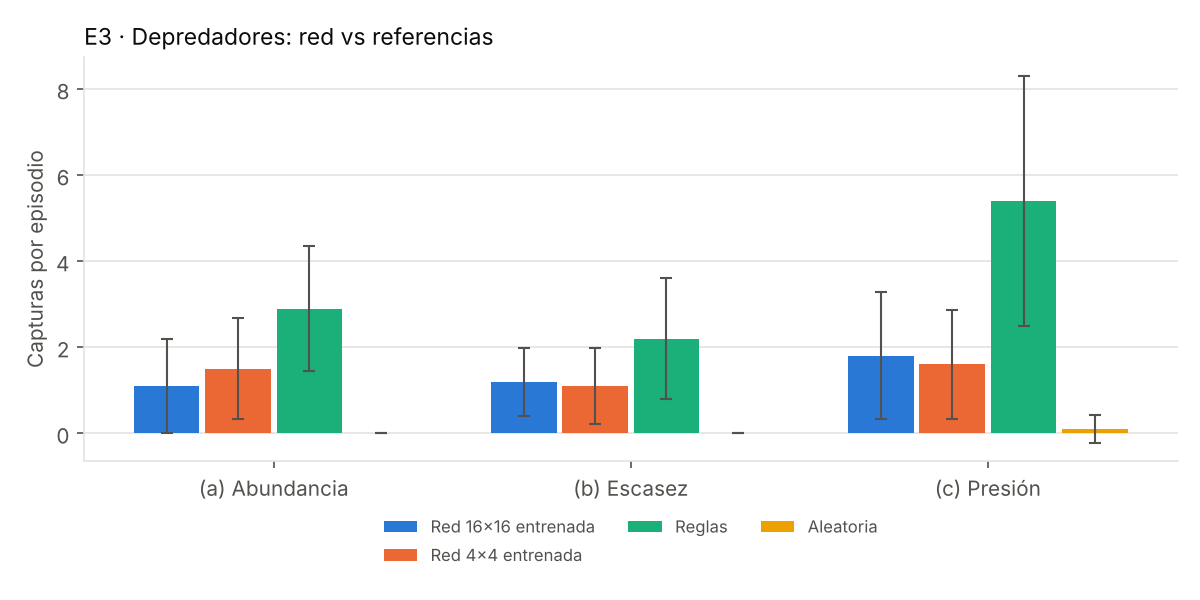 E3 · Depredadores: red vs referencias
Capturas por episodio
8
6
4
2
0
(a) Abundancia
(b) Escasez
(c) Presión
Red 16×16 entrenada
Reglas
Aleatoria
Red 4×4 entrenada